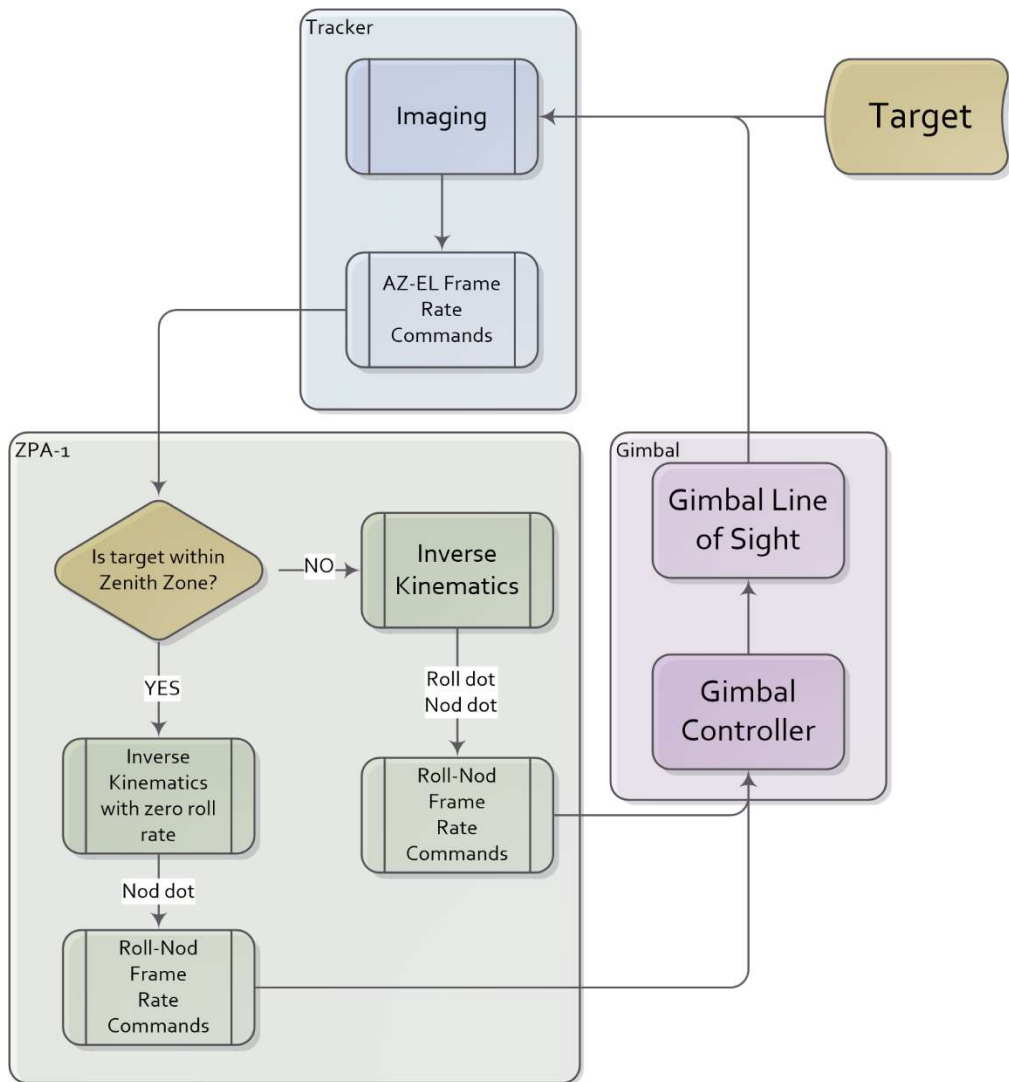 Tracker
Imaging
Target
AZ-EL Frame
Rate
Commands
ZPA-1
Is target within
Zenith Zone?
NO
Inverse
Kinematics
YES
Roll dot
Nod dot
Inverse
Kinematics
with zero roll
rate
Roll-Nod
Frame
Rate
Commands
Nod dot
Roll-Nod
Frame
Rate
Commands
Gimbal
Gimbal Line
of Sight
Gimbal
Controller